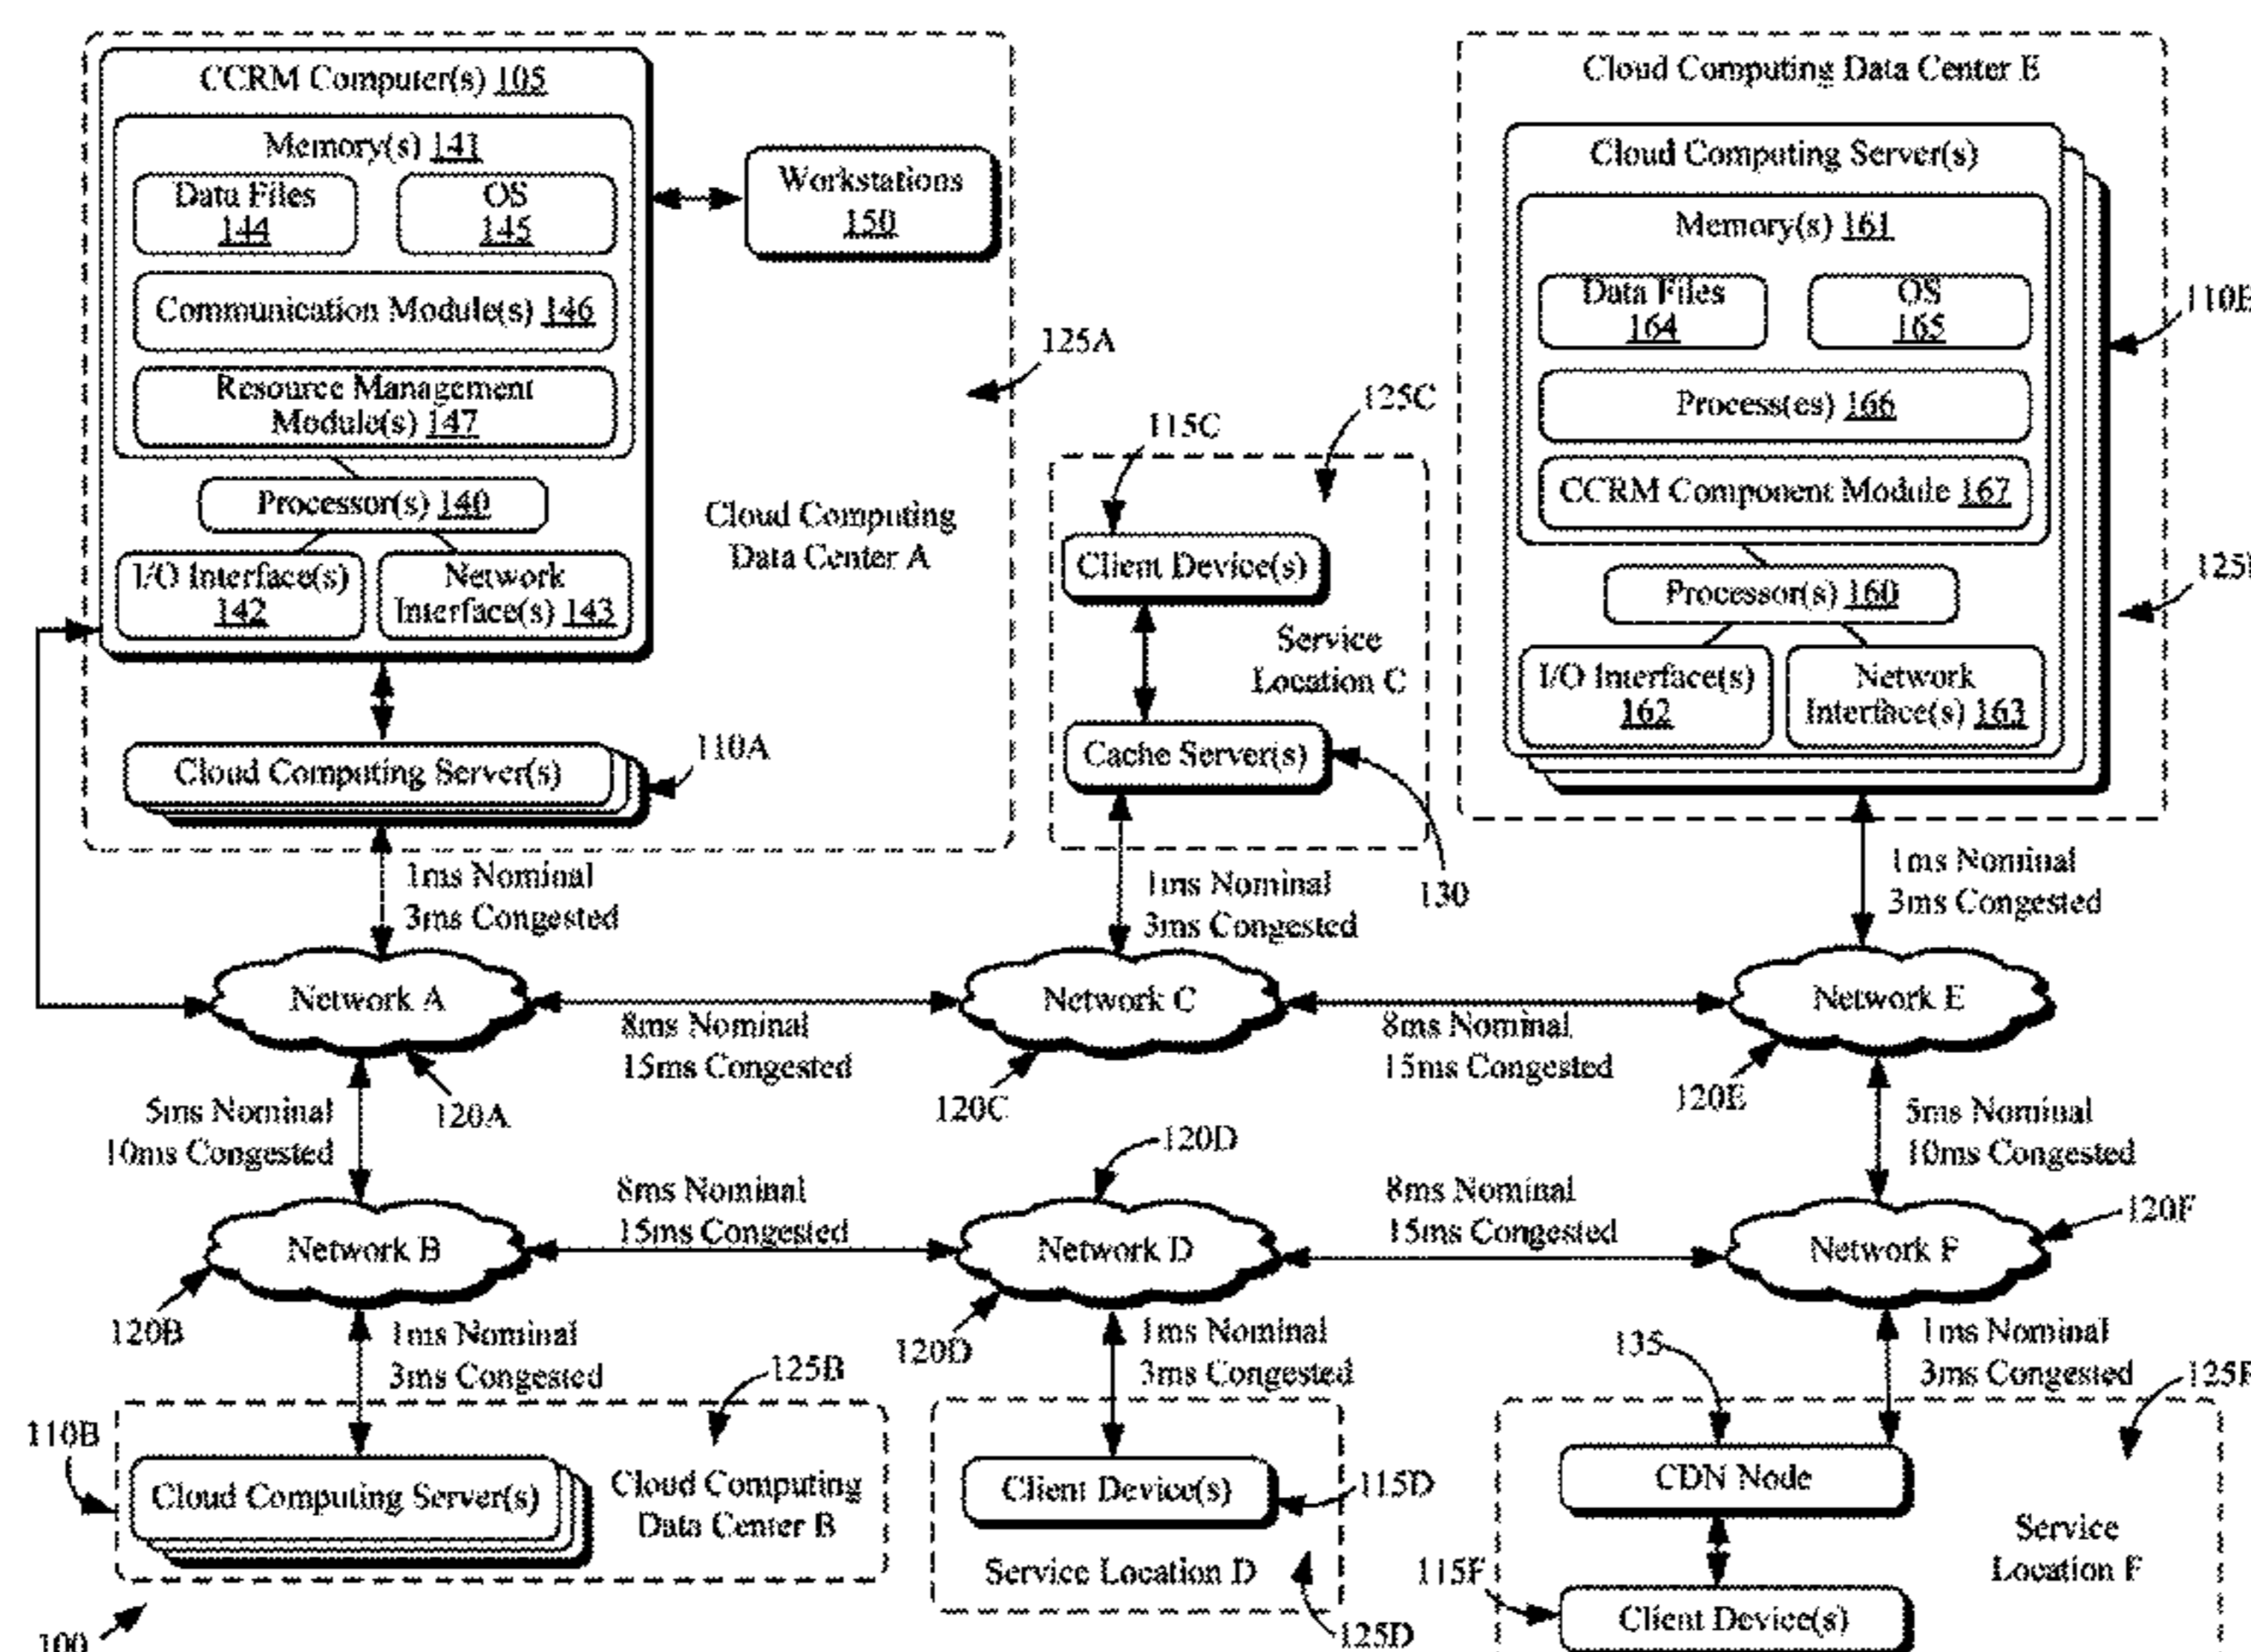 CCRM Computer(s) 105
Memory(s) 141
Data Files
144
OS
145
Communication Module(s) 146
Resource Management
Module(s) 147
Processor(s) 140
I/O Interface(s)
142
Network
Interface(s) 143
Workstations
150
125A
Cloud Computing
Data Center A
Cloud Computing Server(s)
110A
115C
125C
Client Device(s)
Service
Location C
Cache Server(s)
130
Cloud Computing Data Center E
Cloud Computing Server(s)
Memory(s) 161
Data Files
164
OS
165
Process(es) 166
CCRM Component Module 167
Processor(s) 160
I/O Interface(s)
162
Network
Interface(s) 163
110E
1ms Nominal
3ms Congested
1ms Nominal
3ms Congested
1ms Nominal
3ms Congested
Network A
8ms Nominal
15ms Congested
Network C
8ms Nominal
15ms Congested
Network E
120A
120C
120E
5ms Nominal
10ms Congested
5ms Nominal
10ms Congested
120D
Network B
8ms Nominal
15ms Congested
Network D
8ms Nominal
15ms Congested
Network F
120F
120B
120D
1ms Nominal
3ms Congested
1ms Nominal
3ms Congested
135
1ms Nominal
3ms Congested
125B
110B
Cloud Computing Server(s)
Cloud Computing
Data Center B
Client Device(s)
115D
Service Location D
125D
125F
CDN Node
Service
Location F
115F
Client Device(s)
100